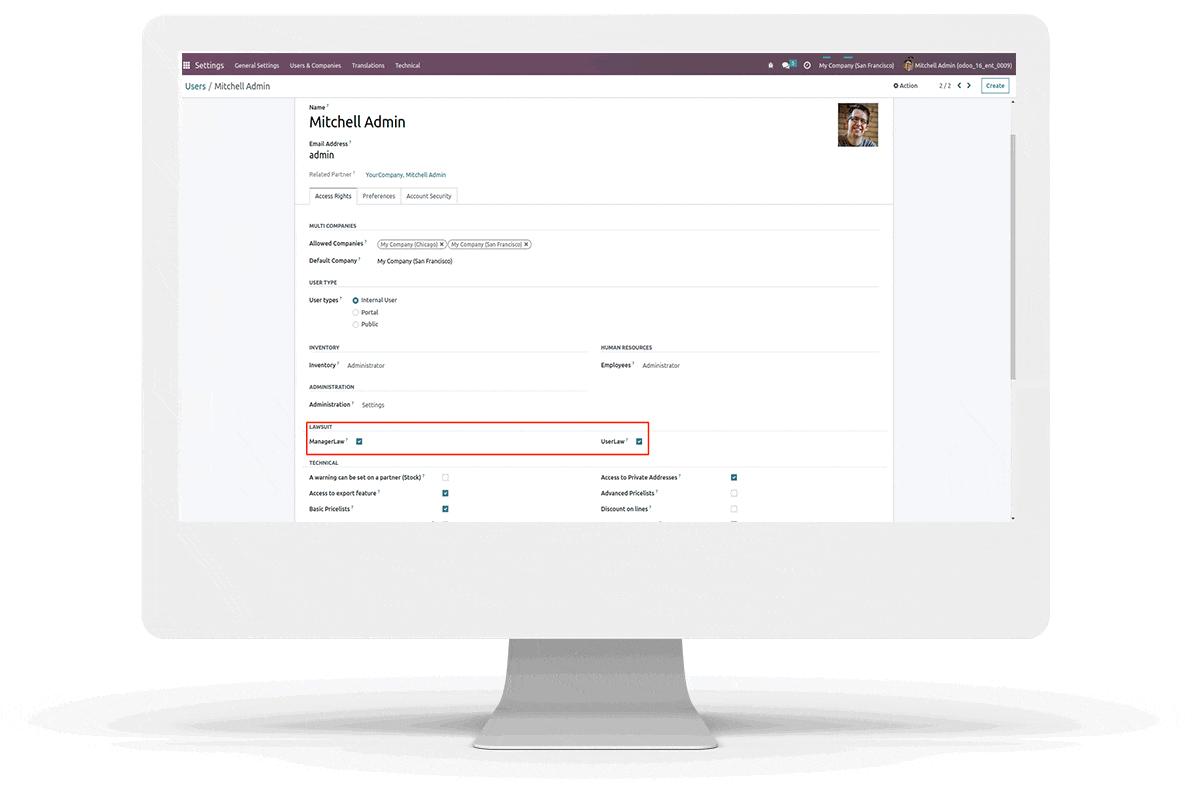 Settings General Settings Users & Companies Translations Technical 5 My Company (San Francisco) Mitchell Admin (odoo_16_ent_0009)
Users / Mitchell Admin Action 2 / 2 Create
Name ?
Mitchell Admin
Email Address ?
admin
Related Partner ? YourCompany, Mitchell Admin
Access Rights Preferences Account Security
MULTI COMPANIES
Allowed Companies ? My Company (Chicago) × My Company (San Francisco) ×
Default Company ? My Company (San Francisco)
USER TYPE
User types ? Internal User
Portal
Public
INVENTORY HUMAN RESOURCES
Inventory ? Administrator Employees ? Administrator
ADMINISTRATION
Administration ? Settings
LAWSUIT
ManagerLaw ? UserLaw ?
TECHNICAL
A warning can be set on a partner (Stock) ? Access to Private Addresses ?
Access to export feature ? Advanced Pricelists ?
Basic Pricelists ? Discount on lines ?